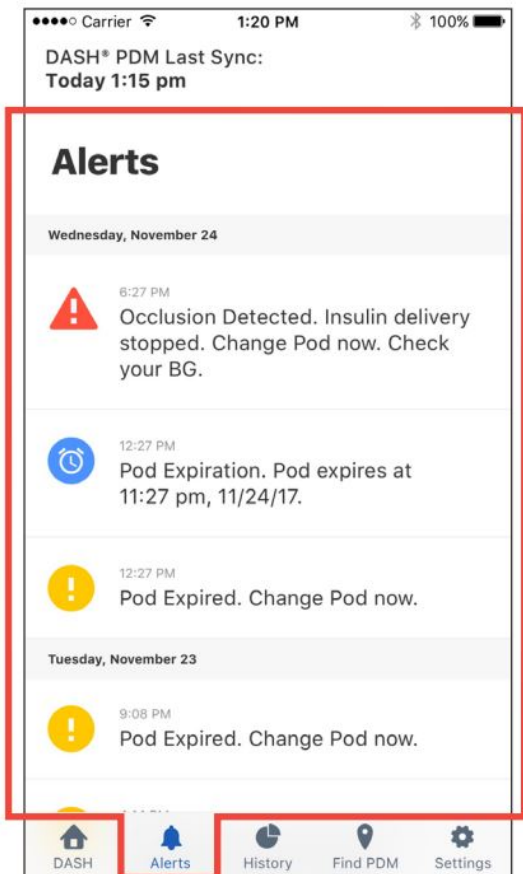 Carrier 1:20 PM 100%
DASH® PDM Last Sync:
Today 1:15 pm
Alerts
Wednesday, November 24
6:27 PM
Occlusion Detected. Insulin delivery
stopped. Change Pod now. Check
your BG.
12:27 PM
Pod Expiration. Pod expires at
11:27 pm, 11/24/17.
12:27 PM
Pod Expired. Change Pod now.
Tuesday, November 23
9:08 PM
Pod Expired. Change Pod now.
DASH Alerts History Find PDM Settings